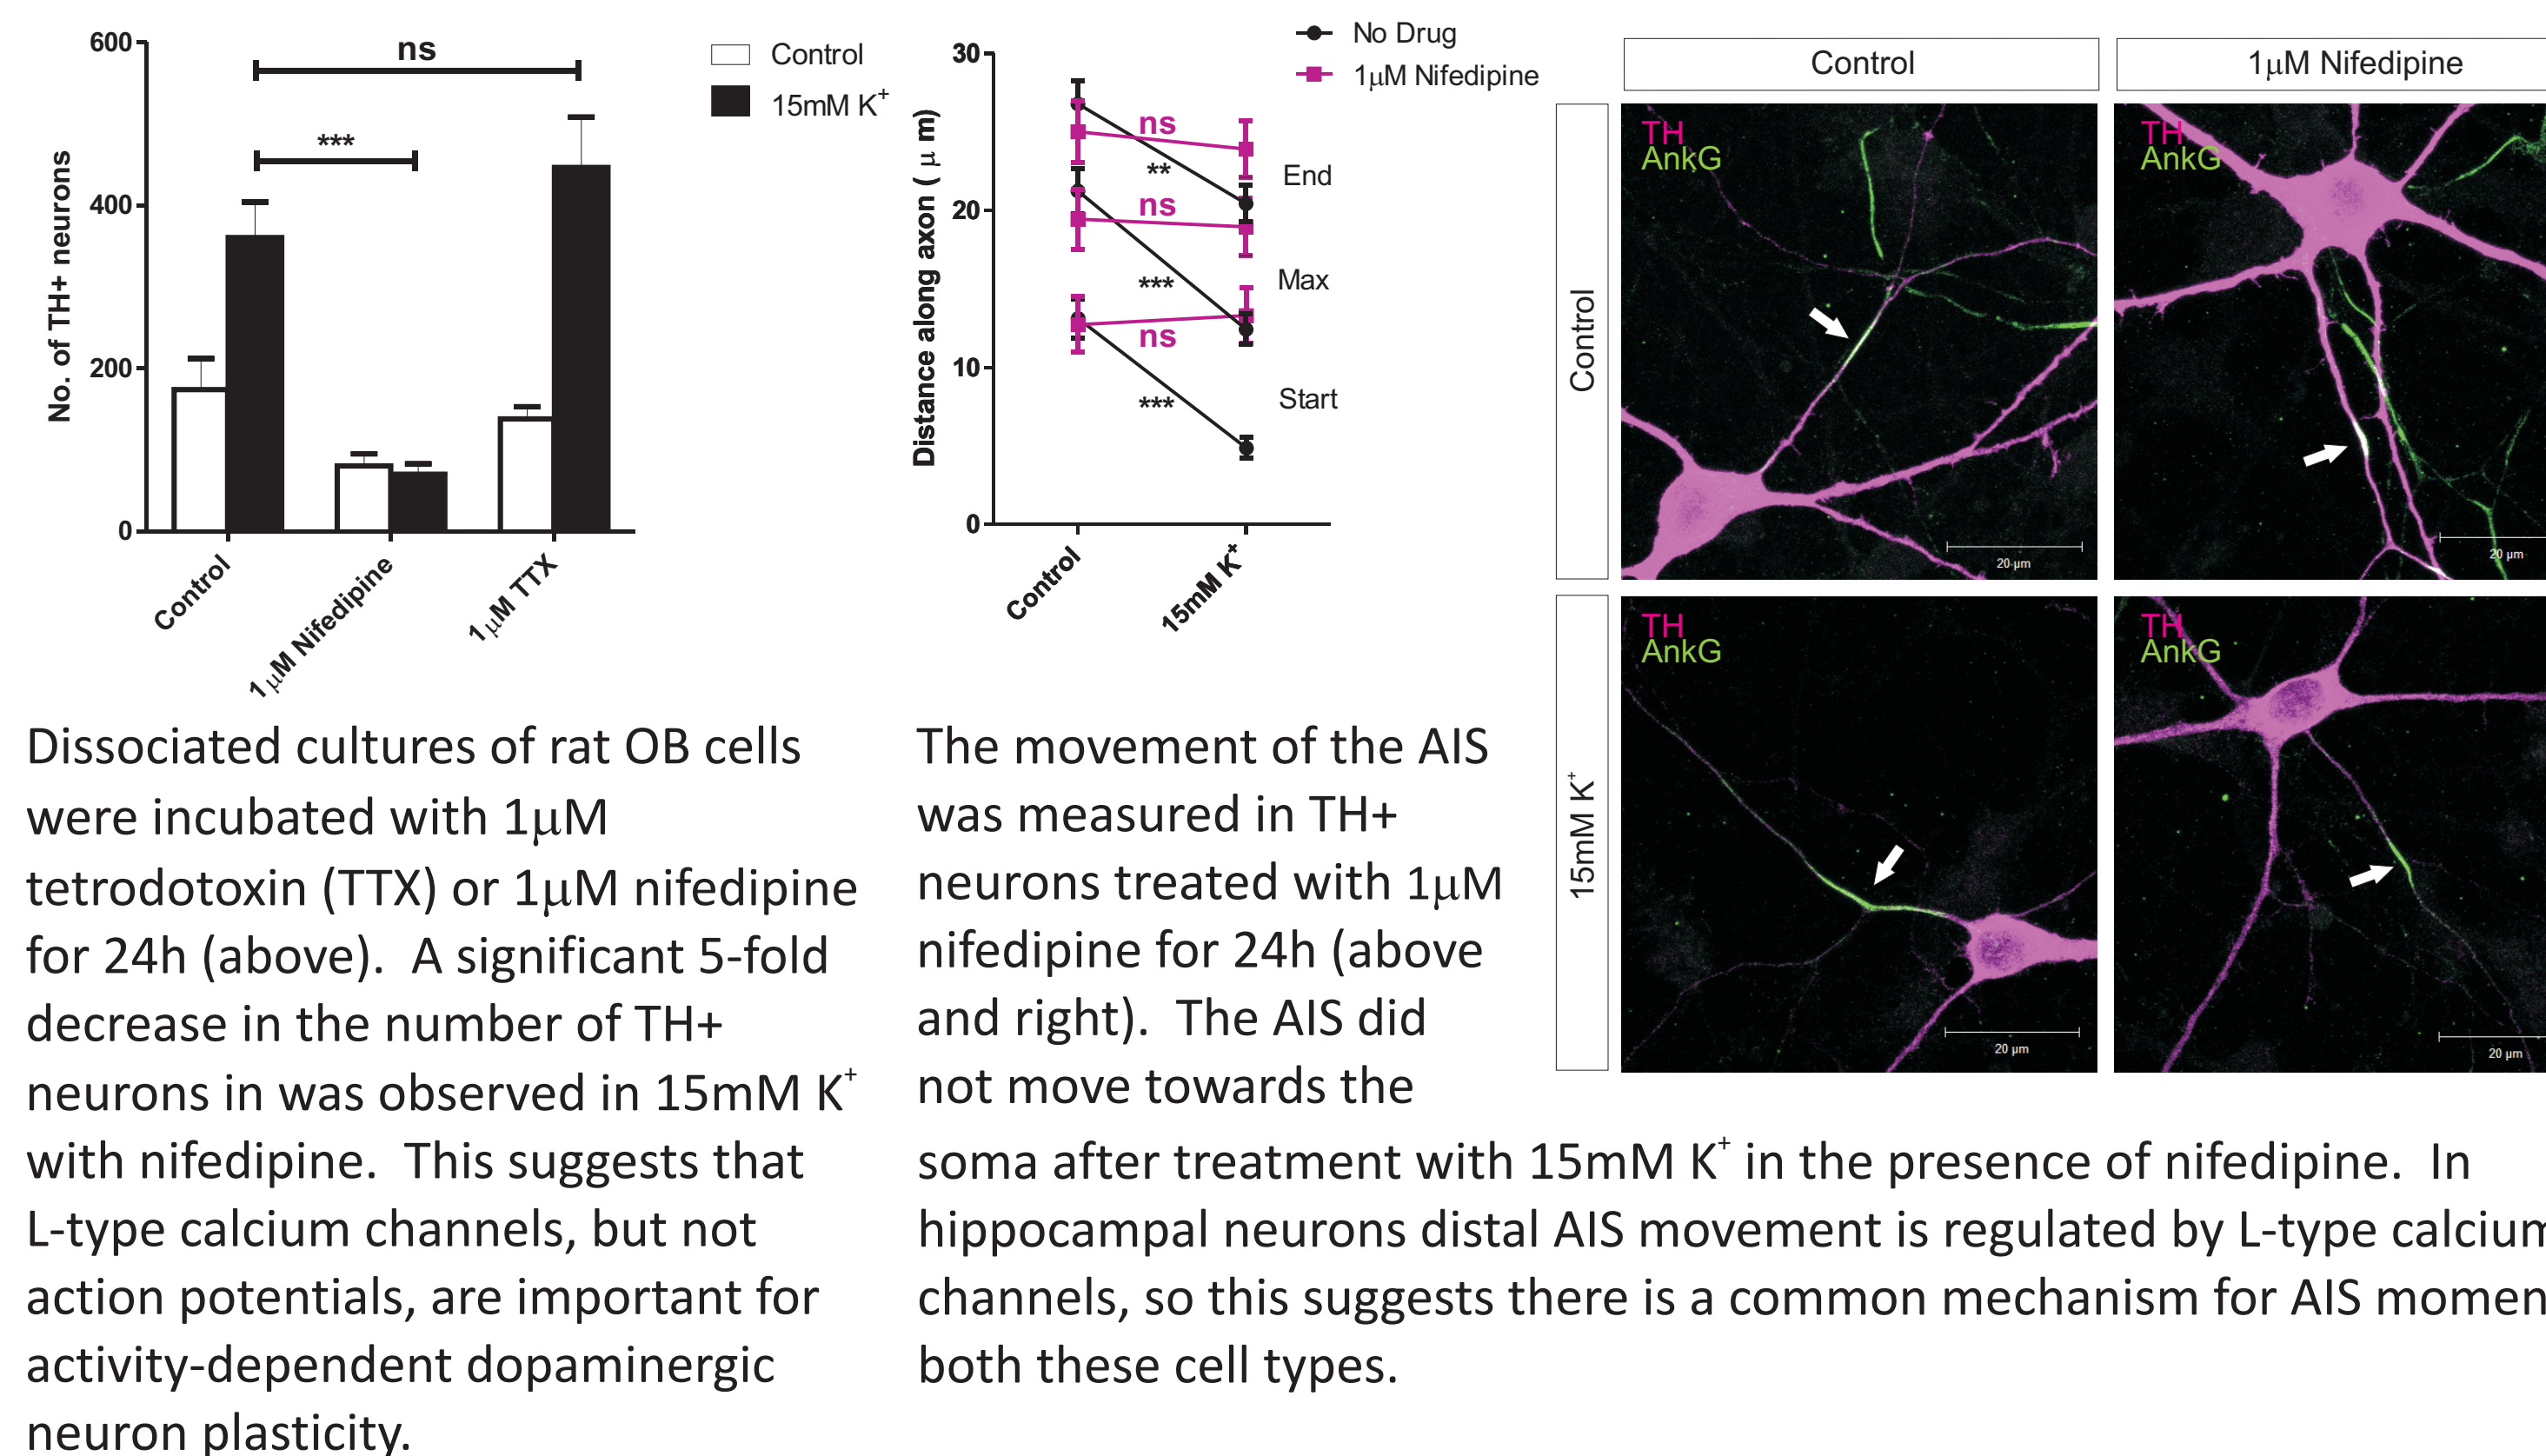 600
400
200
0
No. of TH+ neurons
ns
***
Control
15mM K⁺
Control
1μM Nifedipine
1μM TTX
30
20
10
0
Distance along axon ( μ m)
No Drug
1μM Nifedipine
ns
**
ns
***
ns
***
End
Max
Start
Control
15mM K⁺
Control
1μM Nifedipine
Control
15mM K⁺
TH
AnkG
20 µm
TH
AnkG
20 µm
TH
AnkG
20 µm
TH
AnkG
20 µm
Dissociated cultures of rat OB cells
were incubated with 1μM
tetrodotoxin (TTX) or 1μM nifedipine
for 24h (above).  A significant 5-fold
decrease in the number of TH+
neurons in was observed in 15mM K⁺
with nifedipine.  This suggests that
L-type calcium channels, but not
action potentials, are important for
activity-dependent dopaminergic
neuron plasticity.
The movement of the AIS
was measured in TH+
neurons treated with 1μM
nifedipine for 24h (above
and right).  The AIS did
not move towards the
soma after treatment with 15mM K⁺ in the presence of nifedipine.  In
hippocampal neurons distal AIS movement is regulated by L-type calcium
channels, so this suggests there is a common mechanism for AIS momen
both these cell types.